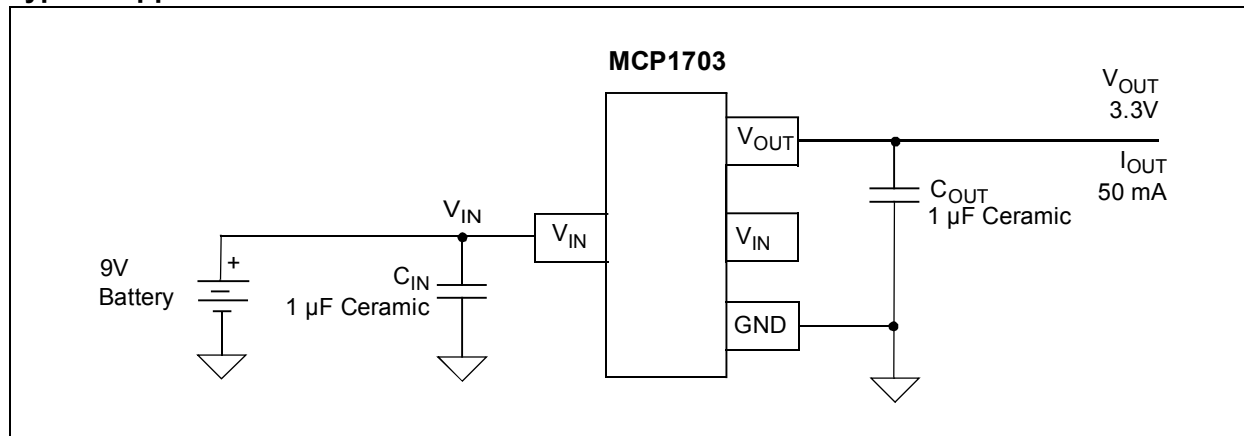 MCP1703
VOUT
3.3V
IOUT
50 mA
VOUT
COUT
1 µF Ceramic
VIN
VIN
VIN
9V
Battery
+
CIN
1 µF Ceramic
GND